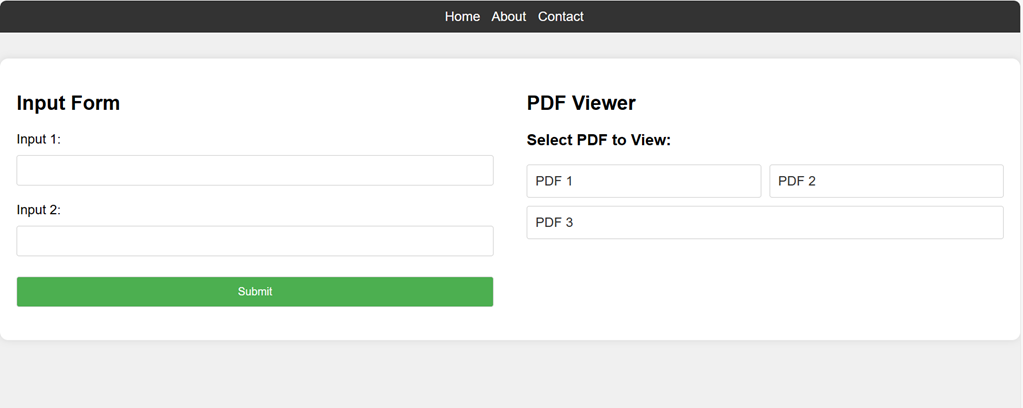 Home About Contact
Input Form
Input 1:
Input 2:
Submit
PDF Viewer
Select PDF to View:
PDF 1
PDF 2
PDF 3